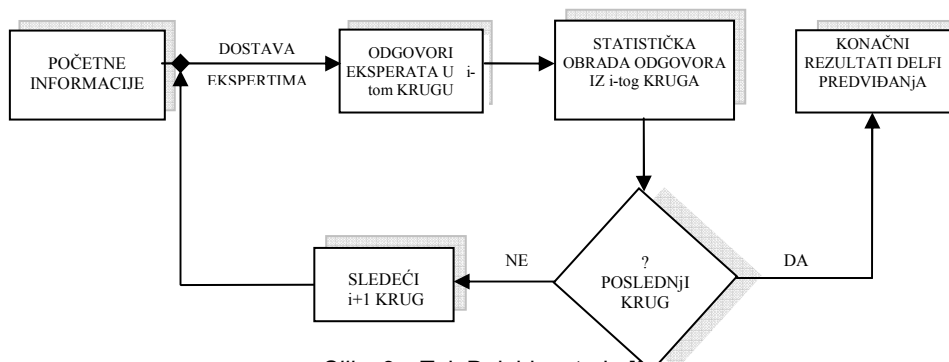 POČETNE
INFORMACIJE
DOSTAVA
EKSPERTIMA
ODGOVORI
EKSPERATA U i-
tom KRUGU
STATISTIČKA
OBRADA ODGOVORA
IZ i-tog KRUGA
KONAČNI
REZULTATI DELFI
PREDVIĐANjA
SLEDEĆI
i+1 KRUG
NE
?
POSLEDNjI
KRUG
DA